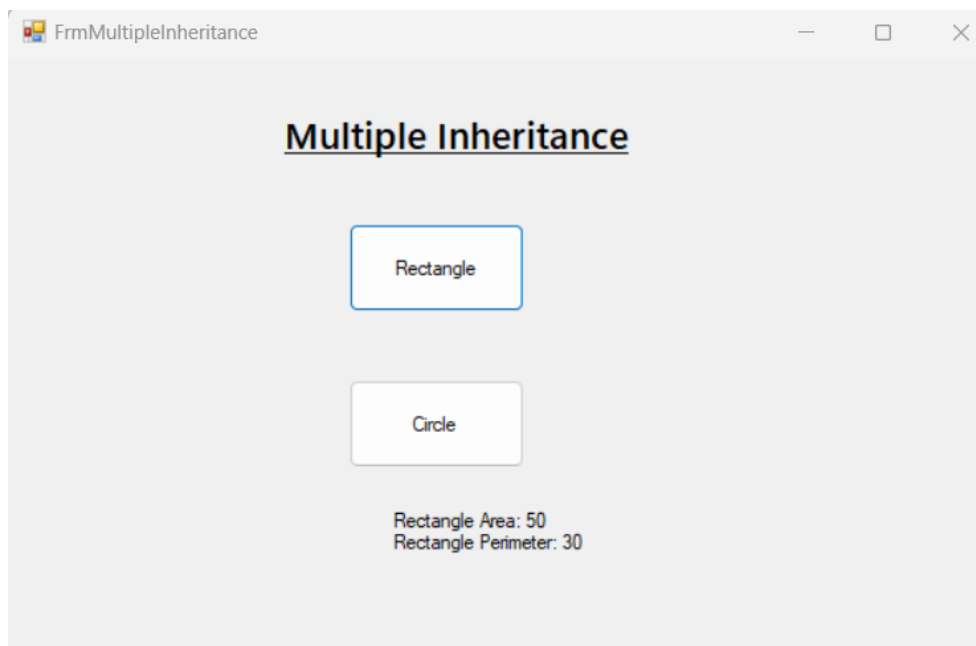 FrmMultipleInheritance
Multiple Inheritance
Rectangle
Circle
Rectangle Area: 50
Rectangle Perimeter: 30